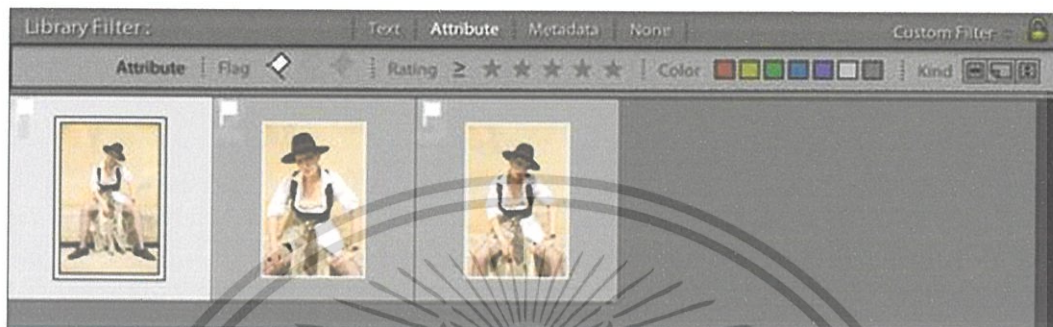 Library Filter: Text Attribute Metadata None Custom Filter
Attribute Flag Rating ≥ ★ ★ ★ ★ ★ Color Kind